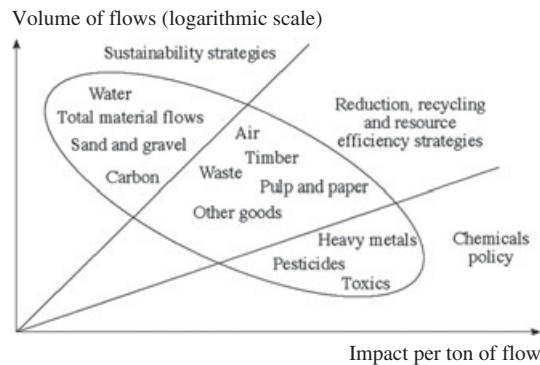 Volume of flows (logarithmic scale)
Sustainability strategies
Water
Total material flows
Sand and gravel
Carbon
Air
Timber
Waste
Pulp and paper
Other goods
Reduction, recycling
and resource
efficiency strategies
Heavy metals
Pesticides
Toxics
Chemicals
policy
Impact per ton of flow